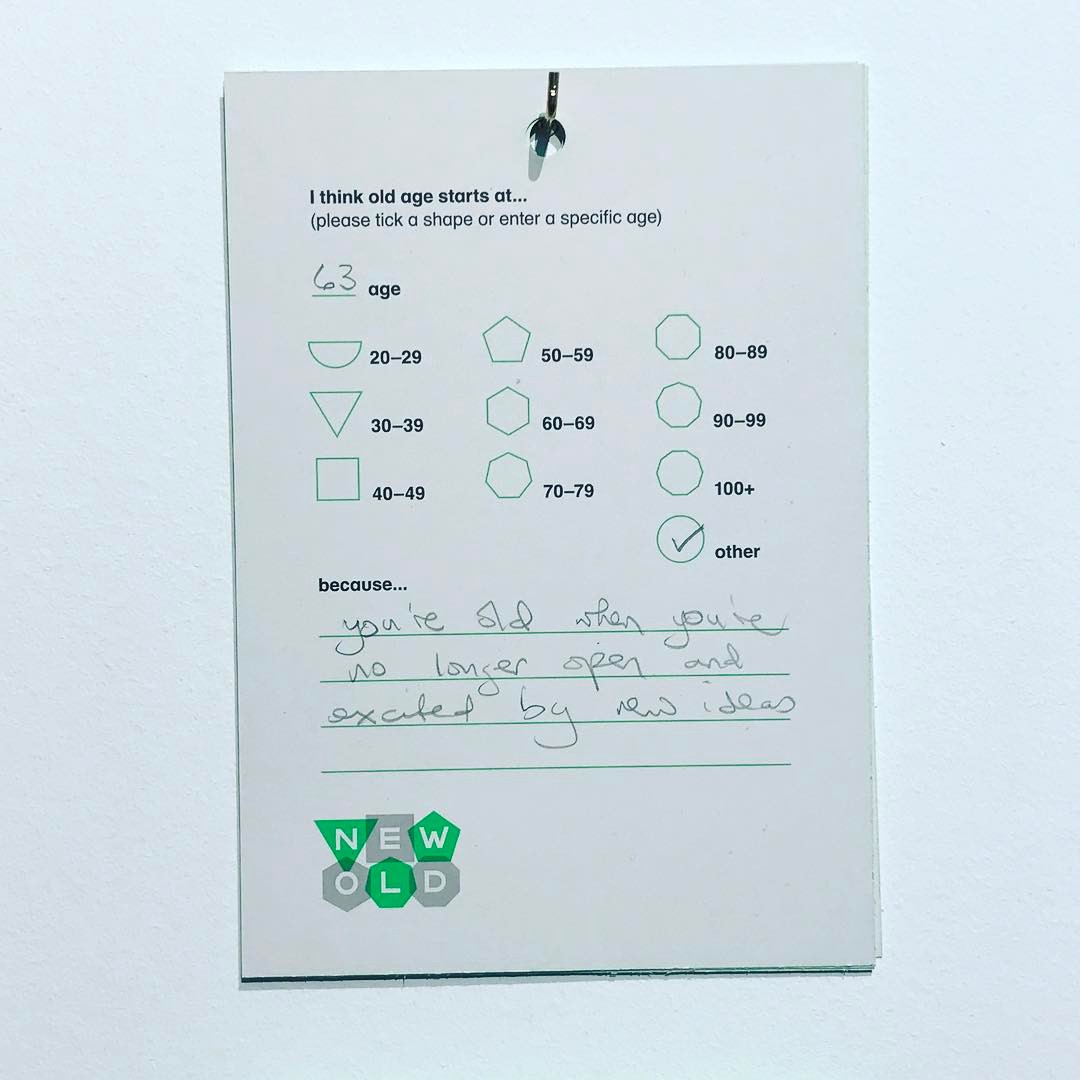 I think old age starts at...
(please tick a shape or enter a specific age)
63 age
20–29
50–59
80–89
30–39
60–69
90–99
40–49
70–79
100+
other
because...
you're old when you're
no longer open and
excited by new ideas
NEW
OLD